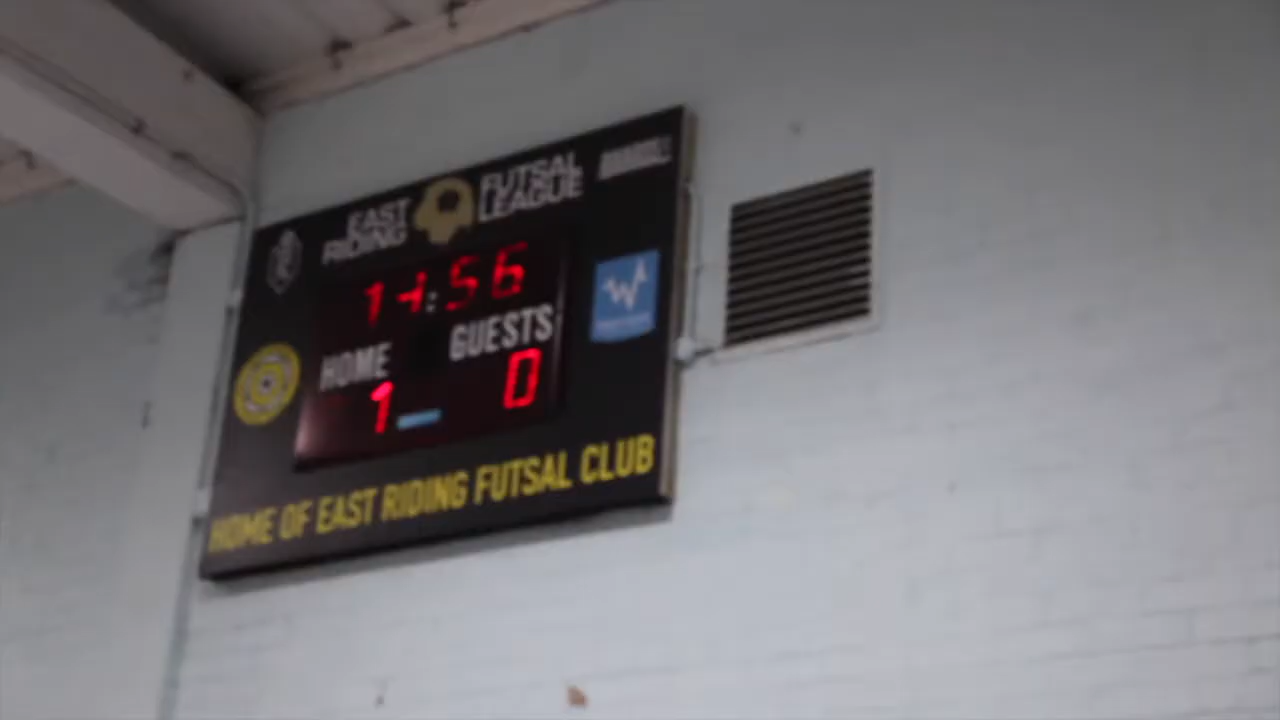 EAST RIDING
FUTSAL LEAGUE
14:56
HOME
GUESTS
1
0
HOME OF EAST RIDING FUTSAL CLUB